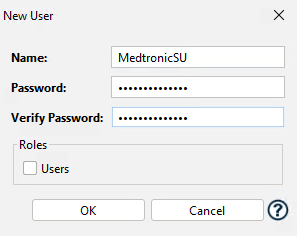 New User
Name: MedtronicSU
Password: ••••••••••••••
Verify Password: ••••••••••••••
Roles
Users
OK Cancel ?